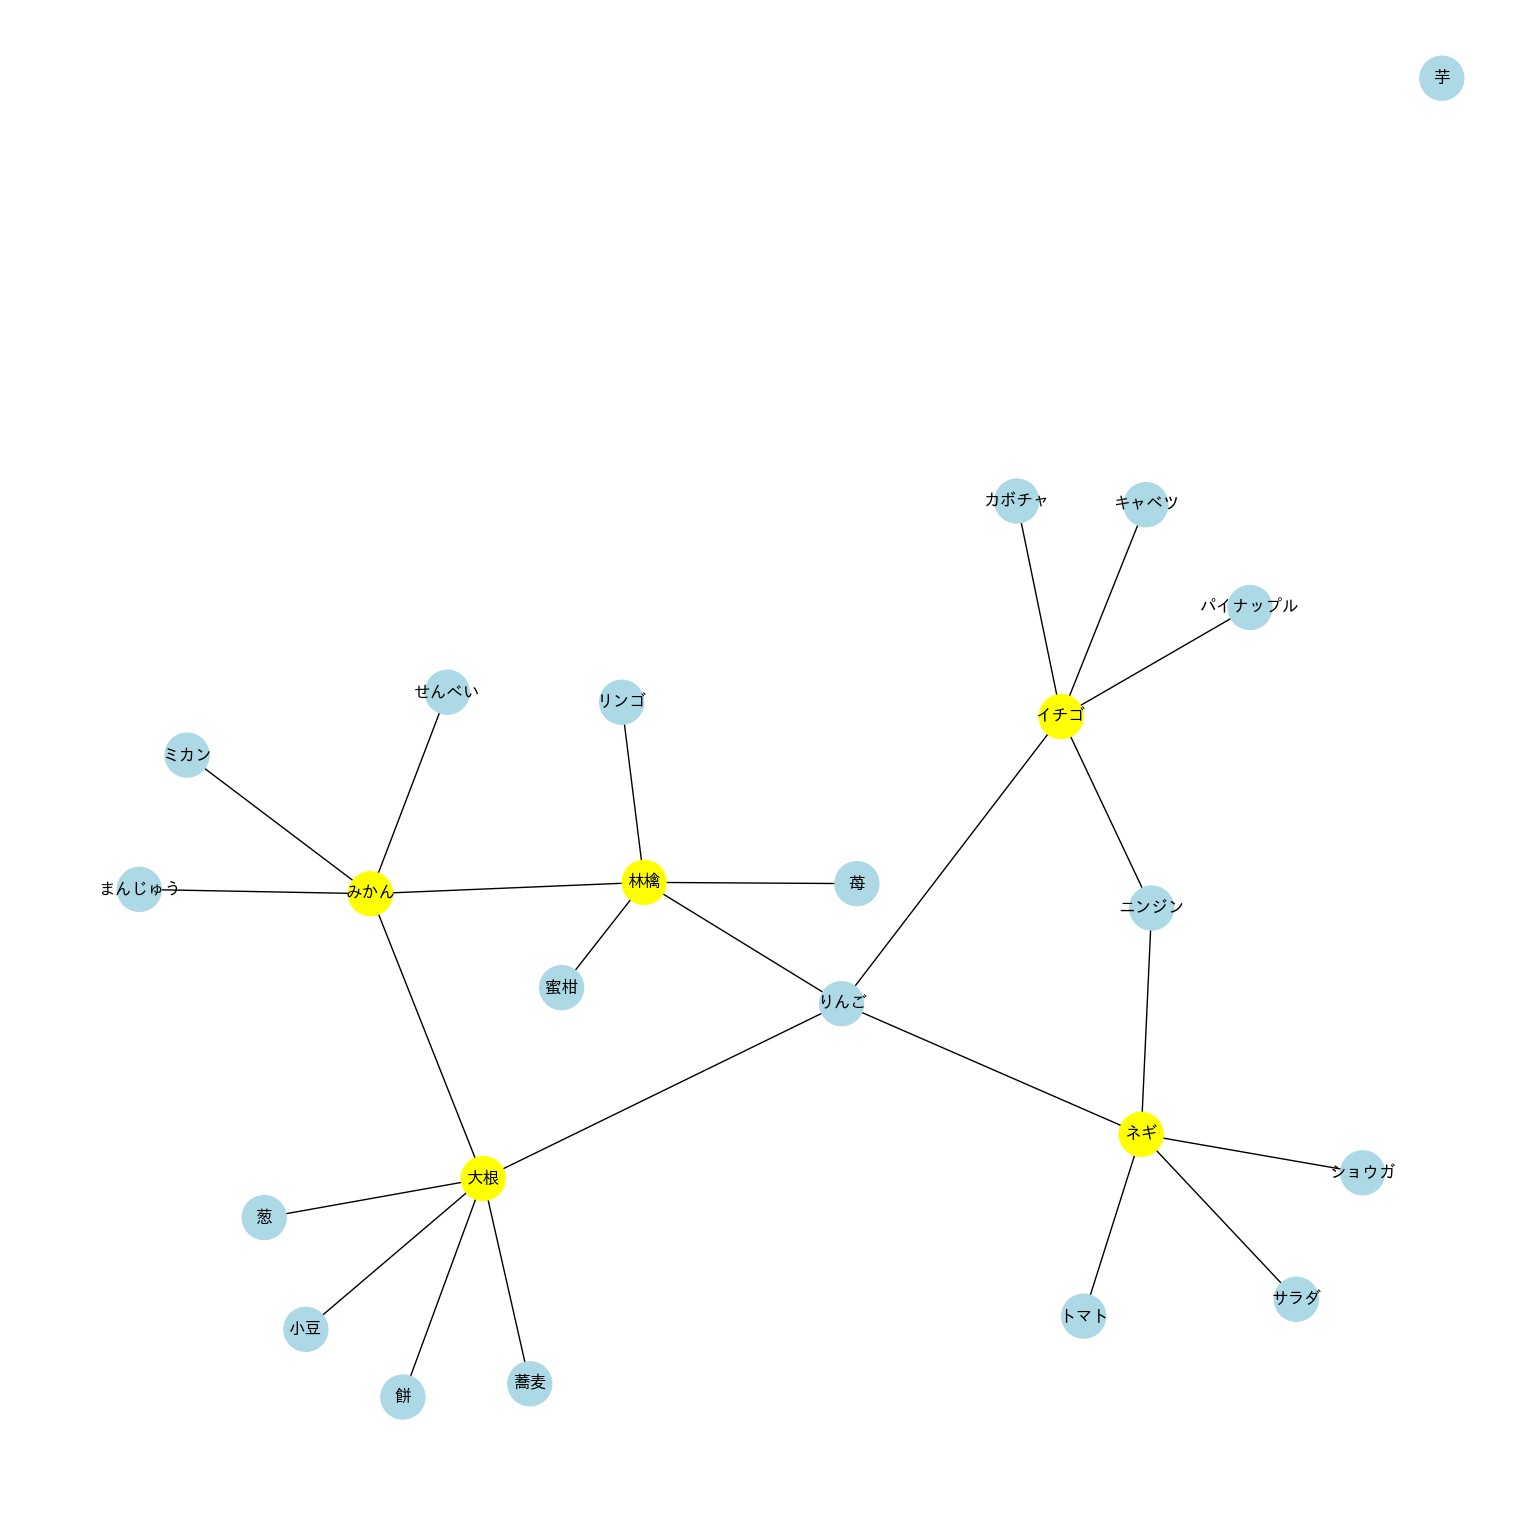 芋
カボチャ
キャベツ
パイナップル
せんべい
リンゴ
イチゴ
ミカン
まんじゅう
みかん
林檎
苺
ニンジン
蜜柑
りんご
ネギ
大根
ショウガ
葱
サラダ
トマト
小豆
餅
蕎麦